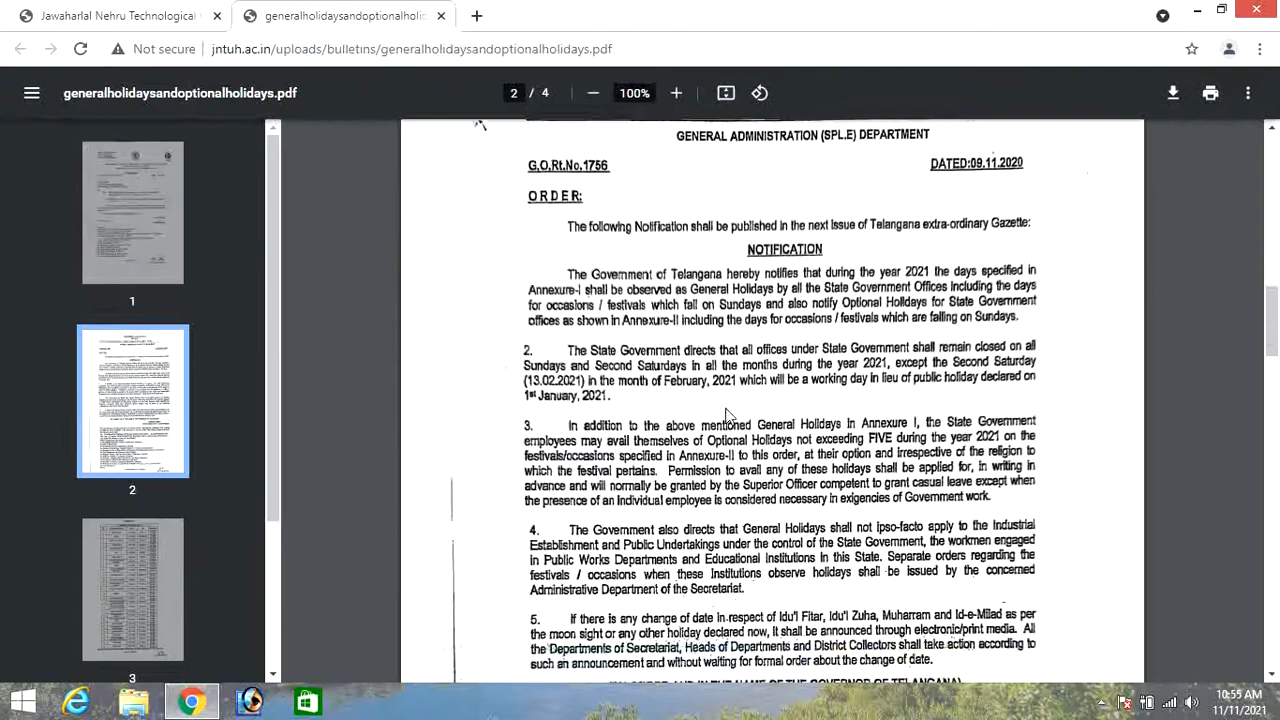 Jawaharlal Nehru Technological
generalholidaysandoptionalholid
Not secure
jntuh.ac.in/uploads/bulletins/generalholidaysandoptionalholidays.pdf
generalholidaysandoptionalholidays.pdf
2 / 4
100%
GENERAL ADMINISTRATION (SPL.E) DEPARTMENT
G.O.Rt.No.1756
DATED:09.11.2020
ORDER:
The following Notification shall be published in the next issue of Telangana extra-ordinary Gazette:
NOTIFICATION
The Government of Telangana hereby notifies that during the year 2021 the days specified in
Annexure-I shall be observed as General Holidays by all the State Government Offices including the days
for occasions / festivals which fall on Sundays and also notify Optional Holidays for State Government
offices as shown in Annexure-II including the days for occasions / festivals which are falling on Sundays.
2. The State Government directs that all offices under State Government shall remain closed on all
Sundays and Second Saturdays in all the months during the year 2021, except the Second Saturday
(13.02.2021) in the month of February, 2021 which will be a working day in lieu of public holiday declared on
1st January, 2021.
3. In addition to the above mentioned General Holidays in Annexure I, the State Government
employees may avail themselves of Optional Holidays not exceeding FIVE during the year 2021 on the
festivals/occasions specified in Annexure-II to this order, at their option and irrespective of the religion to
which the festival pertains. Permission to avail any of these holidays shall be applied for, in writing in
advance and will normally be granted by the Superior Officer competent to grant casual leave except when
the presence of an individual employee is considered necessary in exigencies of Government work.
4. The Government also directs that General Holidays shall not ipso-facto apply to the Industrial
Establishment and Public Undertakings under the control of the State Government, the workmen engaged
in Public Works Departments and Educational Institutions in this State. Separate orders regarding the
festivals / occasions when these Institutions observe holidays shall be issued by the concerned
Administrative Department of the Secretariat.
5. If there is any change of date in respect of Idu'l Fitar, Idu'l Zuha, Muharram and Id-e-Milad as per
the moon sight or any other holiday declared now, it shall be announced through electronic/print media. All
the Departments of Secretariat, Heads of Departments and District Collectors shall take action according to
such an announcement and without waiting for formal order about the change of date.
1
2
3
10:55 AM
11/11/2021